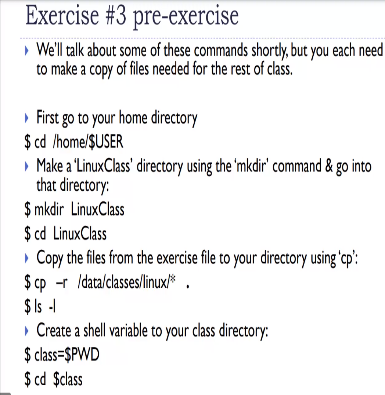 Exercise #3 pre-exercise
We'll talk about some of these commands shortly, but you each need
to make a copy of files needed for the rest of class.
First go to your home directory
$ cd /home/$USER
Make a 'LinuxClass' directory using the 'mkdir' command & go into
that directory:
$ mkdir LinuxClass
$ cd LinuxClass
Copy the files from the exercise file to your directory using 'cp':
$ cp –r /data/classes/linux/* .
$ ls -l
Create a shell variable to your class directory:
$ class=$PWD
$ cd $class